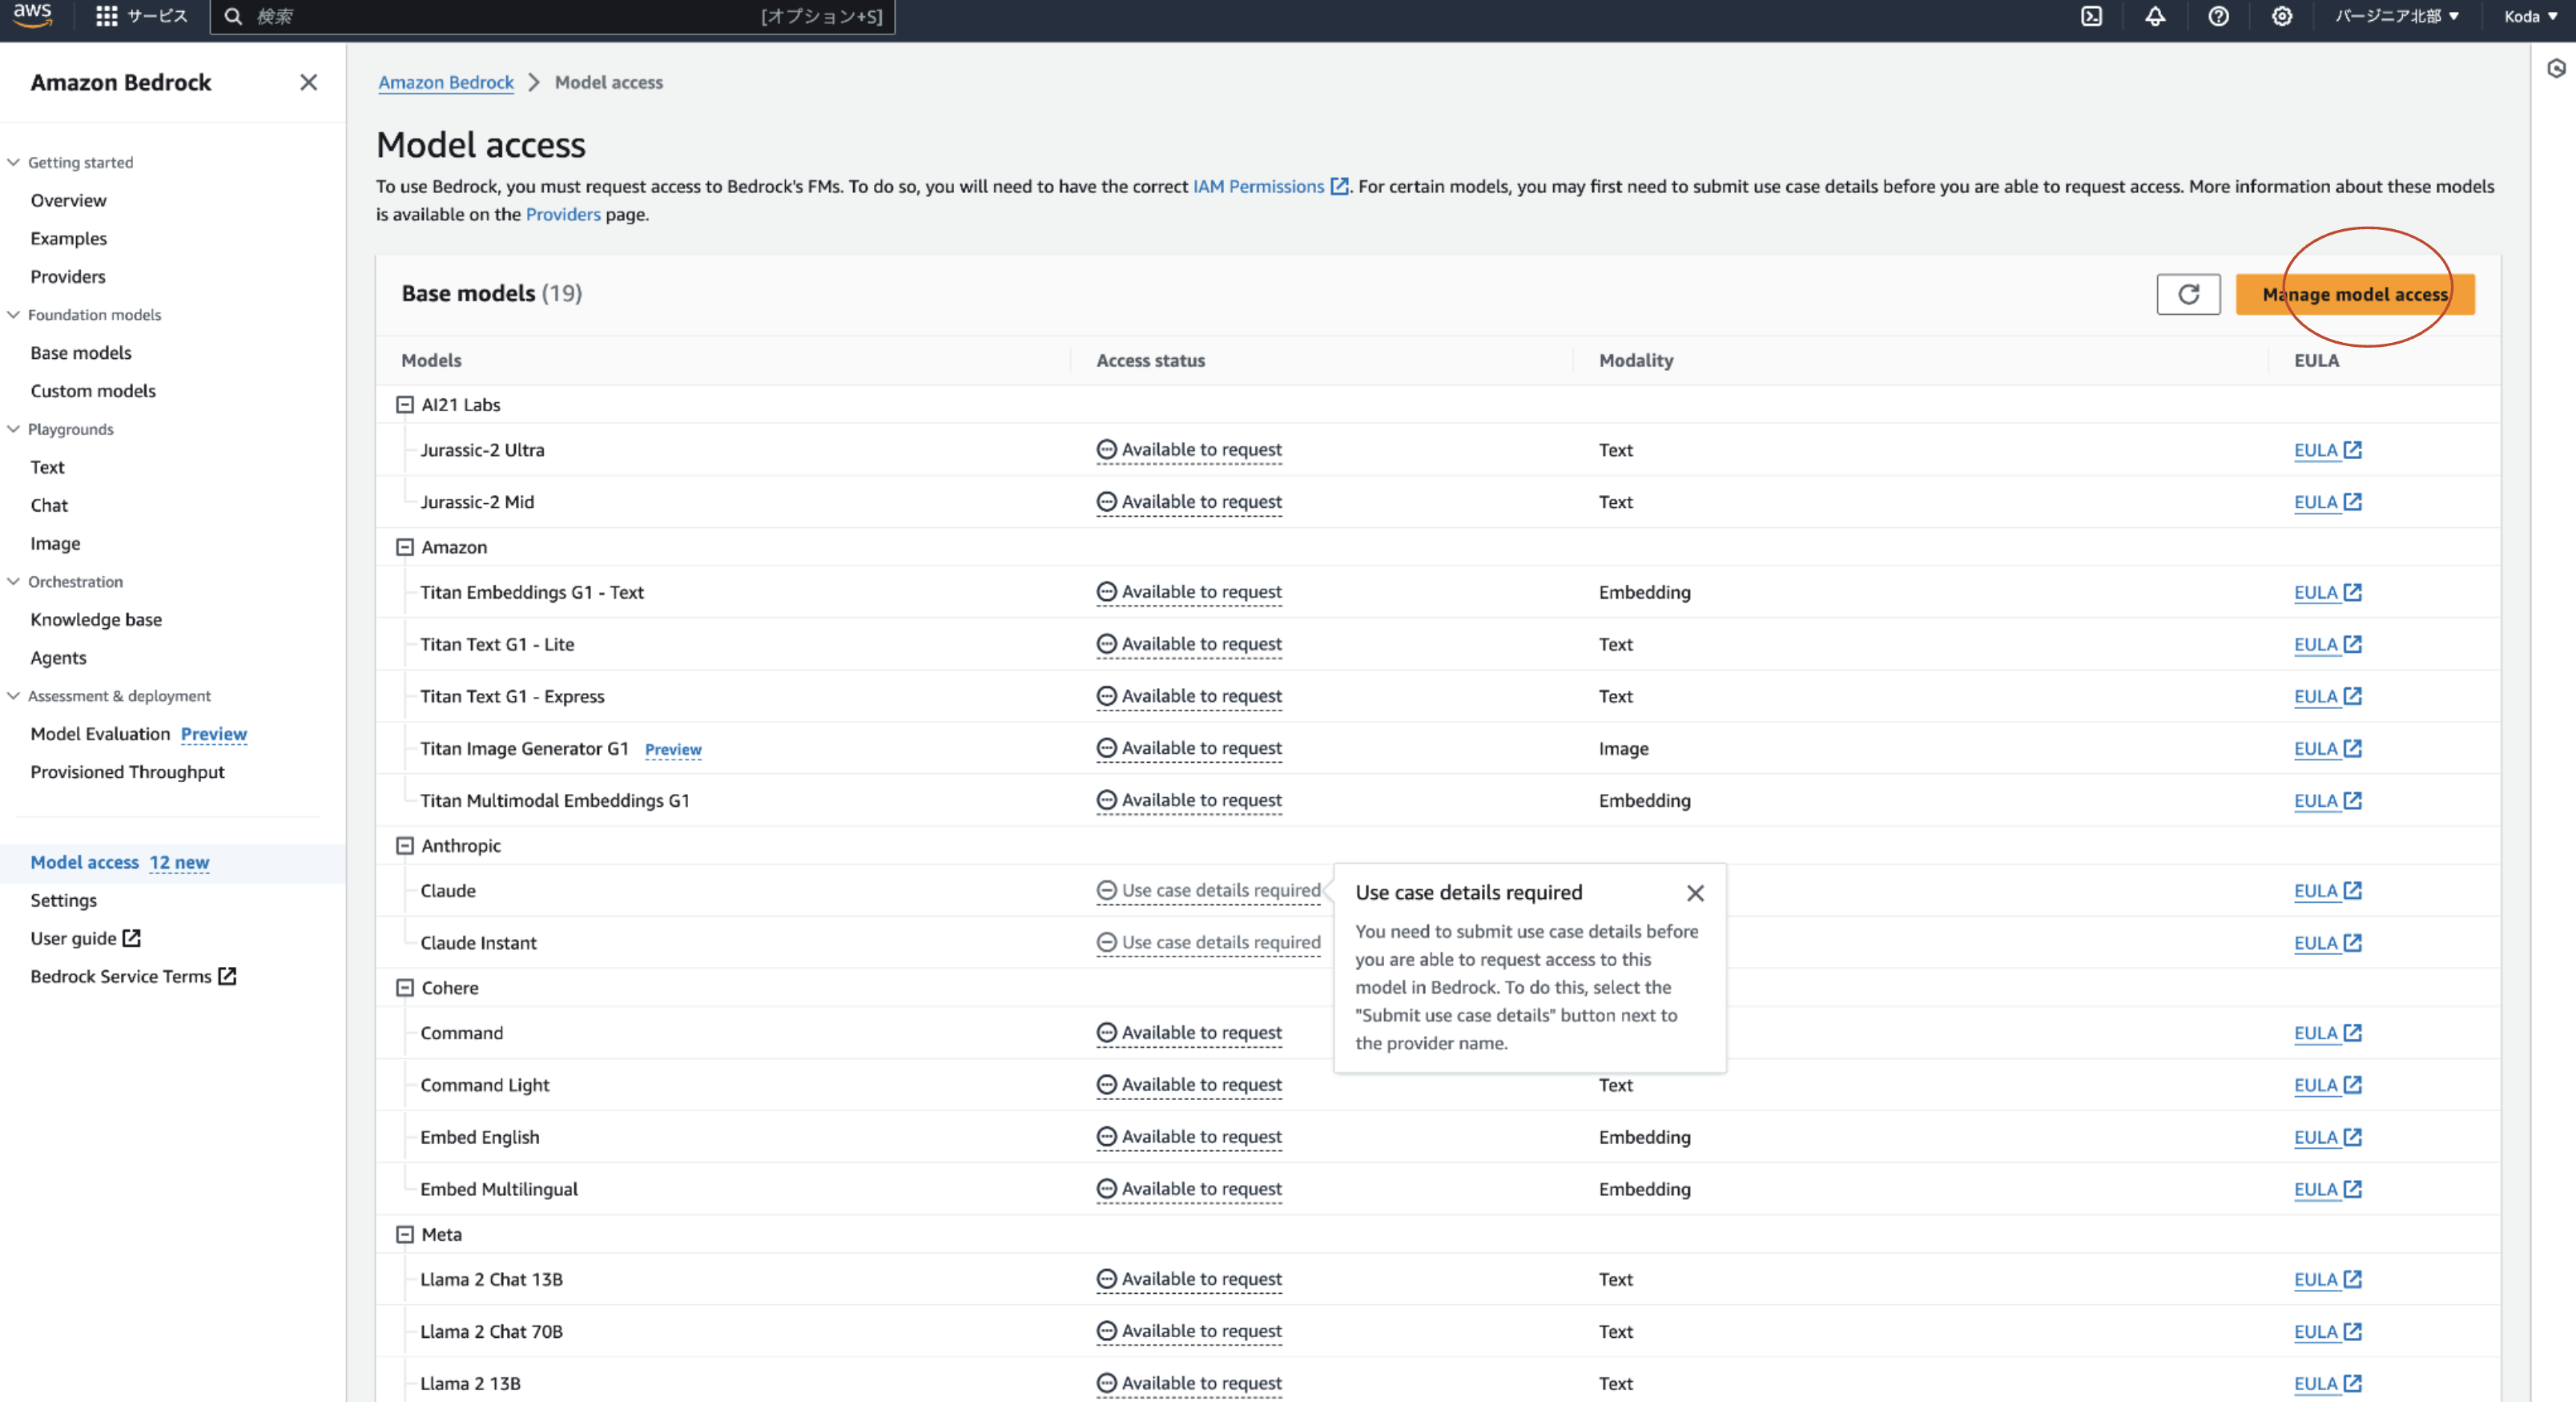 aws
サービス
検索
[オプション+S]
バージニア北部 ▼
Koda ▼
Amazon Bedrock
Getting started
Overview
Examples
Providers
Foundation models
Base models
Custom models
Playgrounds
Text
Chat
Image
Orchestration
Knowledge base
Agents
Assessment & deployment
Model Evaluation Preview
Provisioned Throughput
Model access 12 new
Settings
User guide
Bedrock Service Terms
Amazon Bedrock > Model access
Model access
To use Bedrock, you must request access to Bedrock's FMs. To do so, you will need to have the correct IAM Permissions. For certain models, you may first need to submit use case details before you are able to request access. More information about these models
is available on the Providers page.
Base models (19)
Manage model access
Models Access status Modality EULA
AI21 Labs
Jurassic-2 Ultra Available to request Text EULA
Jurassic-2 Mid Available to request Text EULA
Amazon
Titan Embeddings G1 - Text Available to request Embedding EULA
Titan Text G1 - Lite Available to request Text EULA
Titan Text G1 - Express Available to request Text EULA
Titan Image Generator G1 Preview Available to request Image EULA
Titan Multimodal Embeddings G1 Available to request Embedding EULA
Anthropic
Claude Use case details required EULA
Claude Instant Use case details required EULA
Use case details required
You need to submit use case details before
you are able to request access to this
model in Bedrock. To do this, select the
"Submit use case details" button next to
the provider name.
Cohere
Command Available to request EULA
Command Light Available to request Text EULA
Embed English Available to request Embedding EULA
Embed Multilingual Available to request Embedding EULA
Meta
Llama 2 Chat 13B Available to request Text EULA
Llama 2 Chat 70B Available to request Text EULA
Llama 2 13B Available to request Text EULA